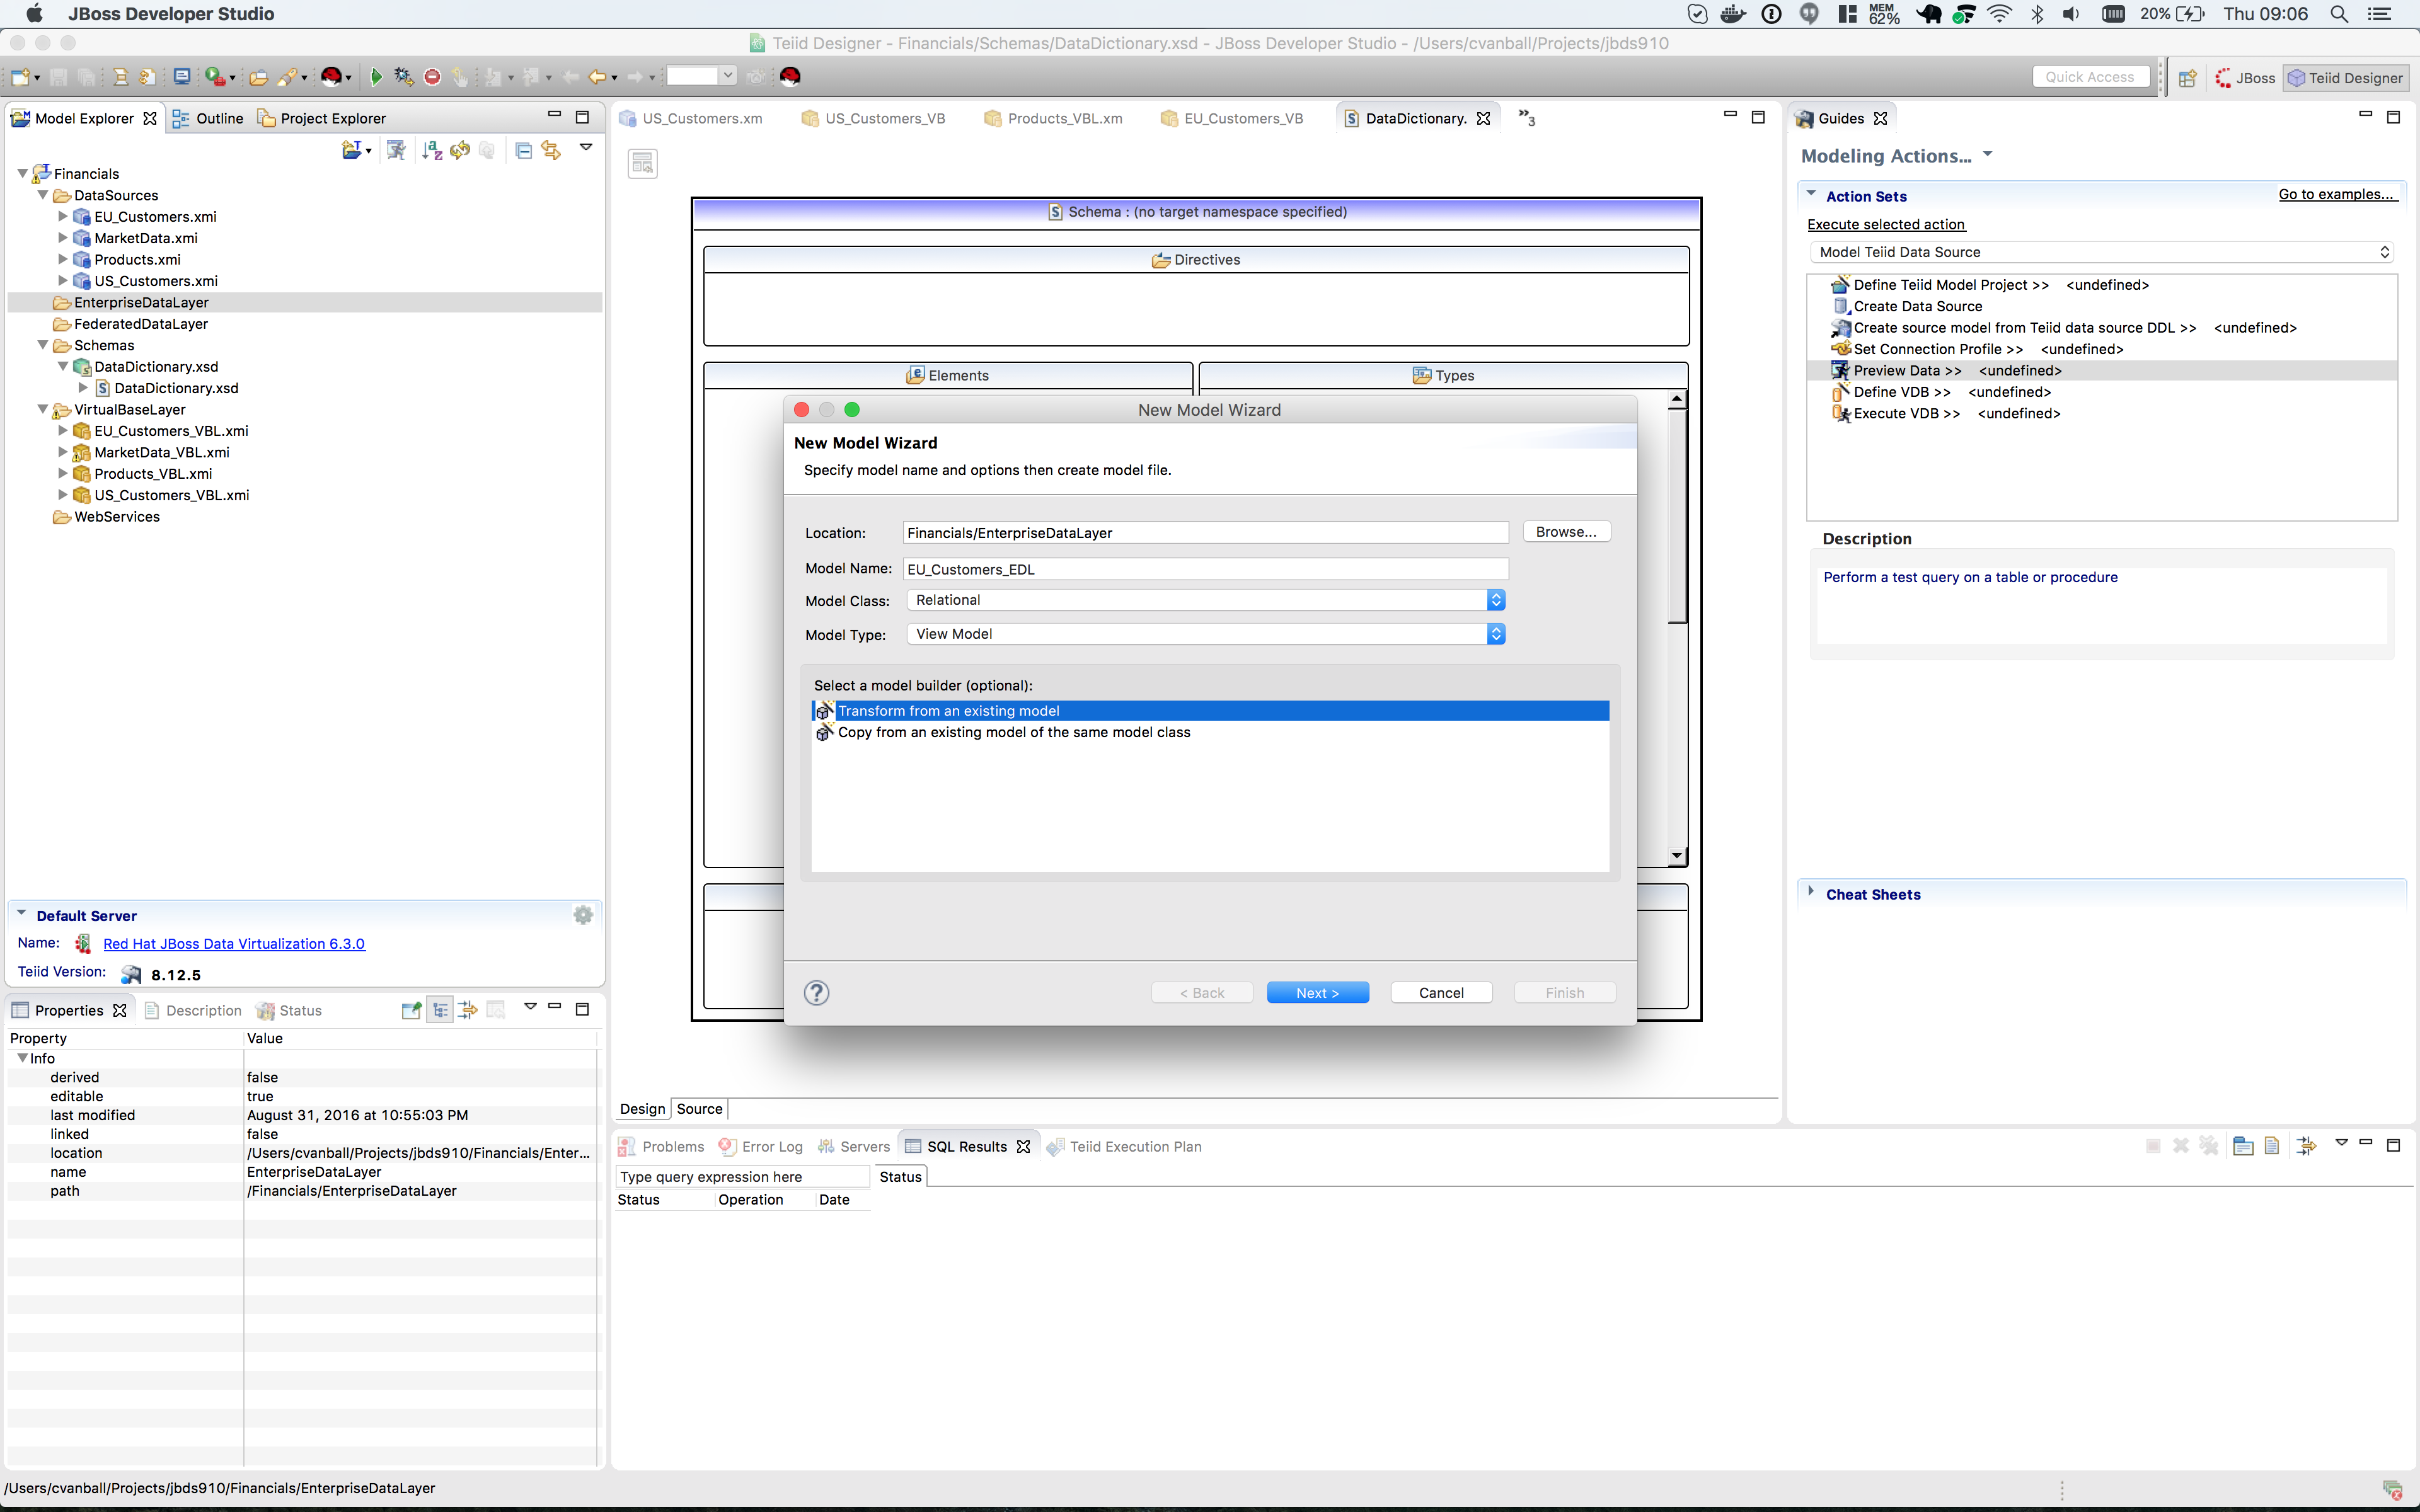 JBoss Developer Studio
MEM 62%
20%
Thu 09:06
Teiid Designer - Financials/Schemas/DataDictionary.xsd - JBoss Developer Studio - /Users/cvanball/Projects/jbds910
Quick Access
JBoss
Teiid Designer
Model Explorer
Outline
Project Explorer
Financials
DataSources
EU_Customers.xmi
MarketData.xmi
Products.xmi
US_Customers.xmi
EnterpriseDataLayer
FederatedDataLayer
Schemas
DataDictionary.xsd
DataDictionary.xsd
VirtualBaseLayer
EU_Customers_VBL.xmi
MarketData_VBL.xmi
Products_VBL.xmi
US_Customers_VBL.xmi
WebServices
Default Server
Name: Red Hat JBoss Data Virtualization 6.3.0
Teiid Version: 8.12.5
Properties
Description
Status
Property Value
Info
derived false
editable true
last modified August 31, 2016 at 10:55:03 PM
linked false
location /Users/cvanball/Projects/jbds910/Financials/Enter...
name EnterpriseDataLayer
path /Financials/EnterpriseDataLayer
/Users/cvanball/Projects/jbds910/Financials/EnterpriseDataLayer
US_Customers.xm
US_Customers_VB
Products_VBL.xm
EU_Customers_VB
DataDictionary.
»3
Schema : (no target namespace specified)
Directives
Elements
Types
New Model Wizard
New Model Wizard
Specify model name and options then create model file.
Location: Financials/EnterpriseDataLayer Browse...
Model Name: EU_Customers_EDL
Model Class: Relational
Model Type: View Model
Select a model builder (optional):
Transform from an existing model
Copy from an existing model of the same model class
? < Back Next > Cancel Finish
Design Source
Problems
Error Log
Servers
SQL Results
Teiid Execution Plan
Type query expression here
Status
Status Operation Date
Guides
Modeling Actions...
Action Sets
Go to examples...
Execute selected action
Model Teiid Data Source
Define Teiid Model Project >> <undefined>
Create Data Source
Create source model from Teiid data source DDL >> <undefined>
Set Connection Profile >> <undefined>
Preview Data >> <undefined>
Define VDB >> <undefined>
Execute VDB >> <undefined>
Description
Perform a test query on a table or procedure
Cheat Sheets